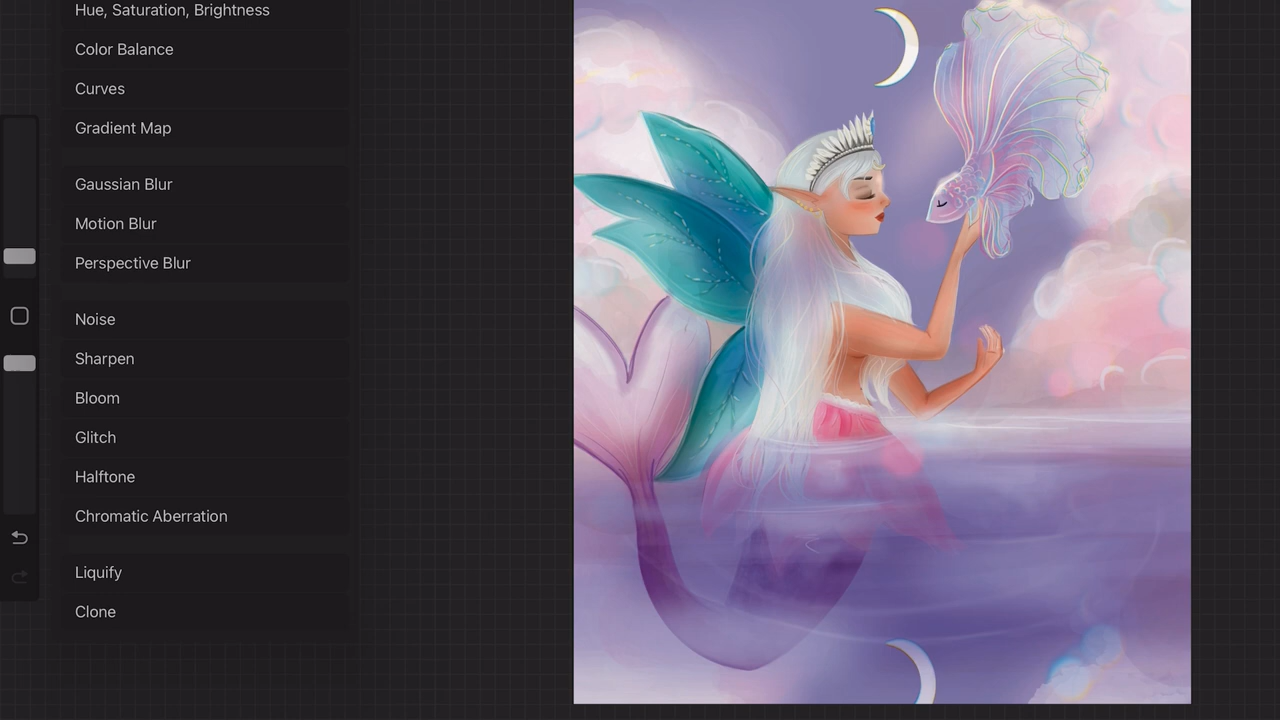 Hue, Saturation, Brightness
Color Balance
Curves
Gradient Map
Gaussian Blur
Motion Blur
Perspective Blur
Noise
Sharpen
Bloom
Glitch
Halftone
Chromatic Aberration
Liquify
Clone